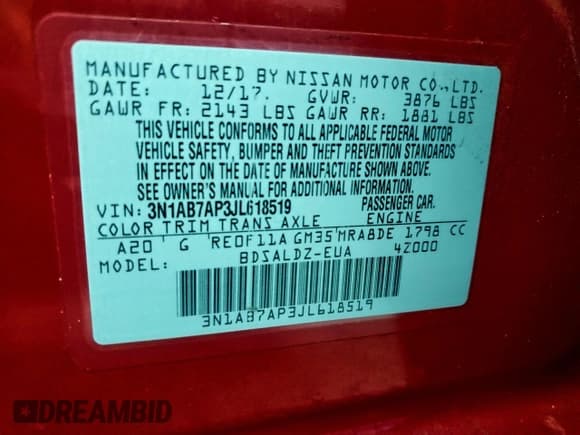 MANUFACTURED BY NISSAN MOTOR CO.,LTD.
DATE: 12/17. GVWR: 3876 LBS
GAWR FR: 2143 LBS GAWR RR: 1881 LBS
THIS VEHICLE CONFORMS TO ALL APPLICABLE FEDERAL MOTOR
VEHICLE SAFETY, BUMPER AND THEFT PREVENTION STANDARDS
IN EFFECT ON THE DATE OF MANUFACTURE SHOWN ABOVE.
SEE OWNER'S MANUAL FOR ADDITIONAL INFORMATION.
VIN: 3N1AB7AP3JL618519 PASSENGER CAR.
COLOR TRIM TRANS AXLE ENGINE
A20 G RE0F11A GM35 MRA8DE 1798 CC
MODEL: BDSALDZ-EUA 4Z000
3N1AB7AP3JL618519
DREAMBID